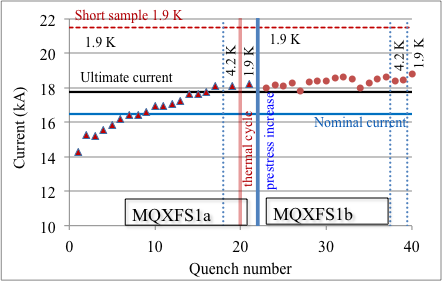 22
20
18
16
14
12
10
Current (kA)
Short sample 1.9 K
1.9 K
4.2 K
1.9 K
1.9 K
4.2 K
1.9 K
Ultimate current
Nominal current
thermal cycle
prestress increase
MQXFS1a
MQXFS1b
0
10
20
30
40
Quench number